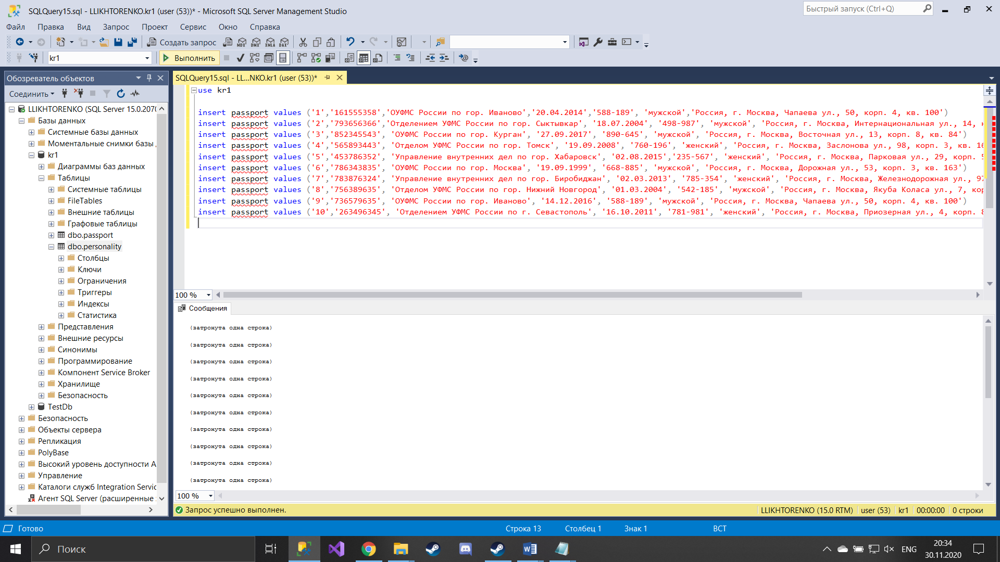 SQLQuery15.sql - LLIKHTORENKO.kr1 (user (53))* - Microsoft SQL Server Management Studio
Быстрый запуск (Ctrl+Q)
Файл Правка Вид Запрос Проект Сервис Окно Справка
Создать запрос MDX DMX XMLA DAX
kr1 Выполнить
Обозреватель объектов
Соединить
LLIKHTORENKO (SQL Server 15.0.207
Базы данных
Системные базы данных
Моментальные снимки базы
kr1
Диаграммы баз данных
Таблицы
Системные таблицы
FileTables
Внешние таблицы
Графовые таблицы
dbo.passport
dbo.personality
Столбцы
Ключи
Ограничения
Триггеры
Индексы
Статистика
Представления
Внешние ресурсы
Синонимы
Программирование
Компонент Service Broker
Хранилище
Безопасность
TestDb
Безопасность
Объекты сервера
Репликация
PolyBase
Высокий уровень доступности A
Управление
Каталоги служб Integration Servic
Агент SQL Server (расширенные
SQLQuery15.sql - LL...NKO.kr1 (user (53))*
use kr1
insert passport values ('1','161555358','ОУФМС России по гор. Иваново','20.04.2014','588-189', 'мужской','Россия, г. Москва, Чапаева ул., 50, корп. 4, кв. 100')
insert passport values ('2','793656366','Отделением УФМС России по гор. Сыктывкар', '18.07.2004', '498-987', 'мужской', 'Россия, г. Москва, Интернациональная ул., 14, к
insert passport values ('3','852345543', 'ОУФМС России по гор. Курган', '27.09.2017', '890-645', 'мужской', 'Россия, г. Москва, Восточная ул., 13, корп. 8, кв. 84')
insert passport values ('4','565893443', 'Отделом УФМС России по гор. Томск', '19.09.2008', '760-196', 'женский', 'Россия, г. Москва, Заслонова ул., 98, корп. 3, кв. 16
insert passport values ('5','453786352', 'Управление внутренних дел по гор. Хабаровск', '02.08.2015','235-567', 'женский', 'Россия, г. Москва, Парковая ул., 29, корп. 5
insert passport values ('6','786343835', 'ОУФМС России по гор. Москва', '19.09.1999', '668-885', 'мужской', 'Россия, г. Москва, Дорожная ул., 53, корп. 3, кв. 163')
insert passport values ('7','783876324', 'Управление внутренних дел по гор. Биробиджан', '02.03.2013', '785-354', 'женский', 'Россия, г. Москва, Железнодорожная ул., 97
insert passport values ('8','756389635', 'Отделом УФМС России по гор. Нижний Новгород', '01.03.2004', '542-185', 'мужской', 'Россия, г. Москва, Якуба Коласа ул., 7, кор
insert passport values ('9','736579635', 'ОУФМС России по гор. Иваново', '14.12.2016', '588-189', 'мужской', 'Россия, г. Москва, Чапаева ул., 50, корп. 4, кв. 100')
insert passport values ('10','263496345', 'Отделением УФМС России по г. Севастополь', '16.10.2011', '781-981', 'женский', 'Россия, г. Москва, Приозерная ул., 4, корп. 8
100 %
Сообщения
(затронута одна строка)
(затронута одна строка)
(затронута одна строка)
(затронута одна строка)
(затронута одна строка)
(затронута одна строка)
(затронута одна строка)
(затронута одна строка)
(затронута одна строка)
(затронута одна строка)
100 %
Запрос успешно выполнен. LLIKHTORENKO (15.0 RTM) user (53) kr1 00:00:00 0 строки
Готово Строка 13 Столбец 1 Знак 1 ВСТ
Поиск
ENG
20:34
30.11.2020